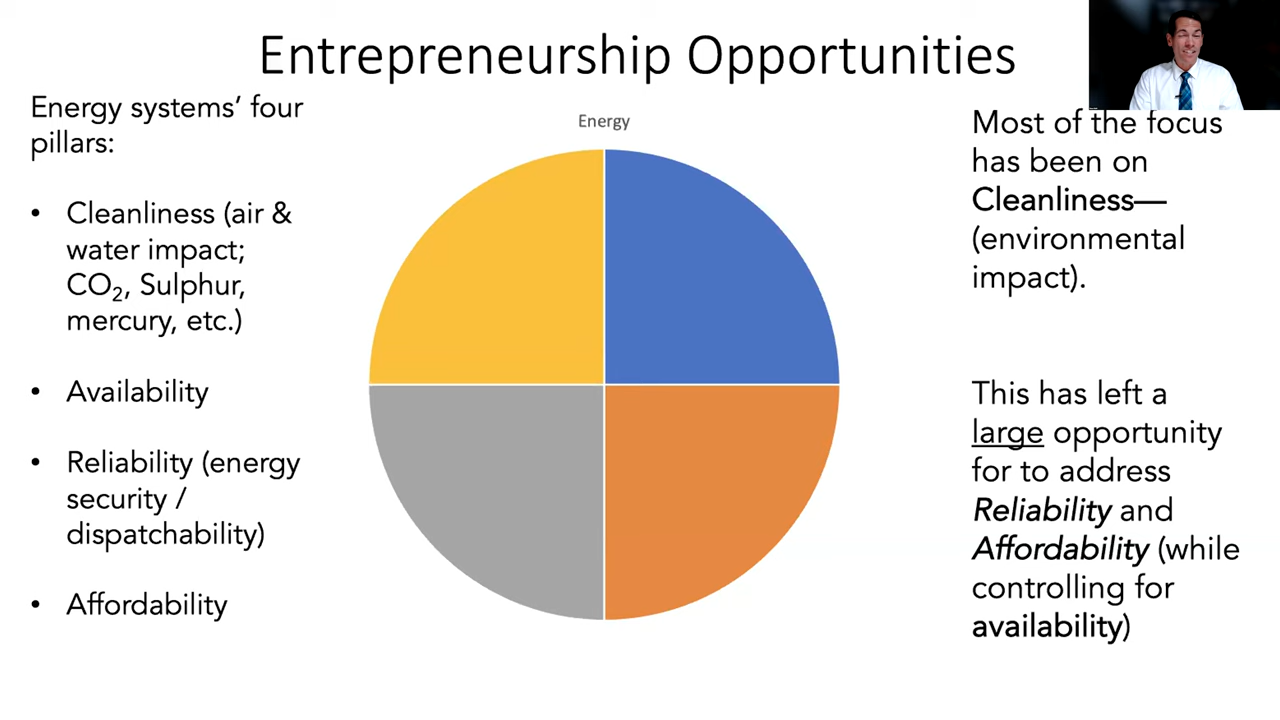 Entrepreneurship Opportunities
Energy systems’ four
pillars:
• Cleanliness (air &
water impact;
CO₂, Sulphur,
mercury, etc.)
• Availability
• Reliability (energy
security /
dispatchability)
• Affordability
Energy
Most of the focus
has been on
Cleanliness—
(environmental
impact).
This has left a
large opportunity
for to address
Reliability and
Affordability (while
controlling for
availability)